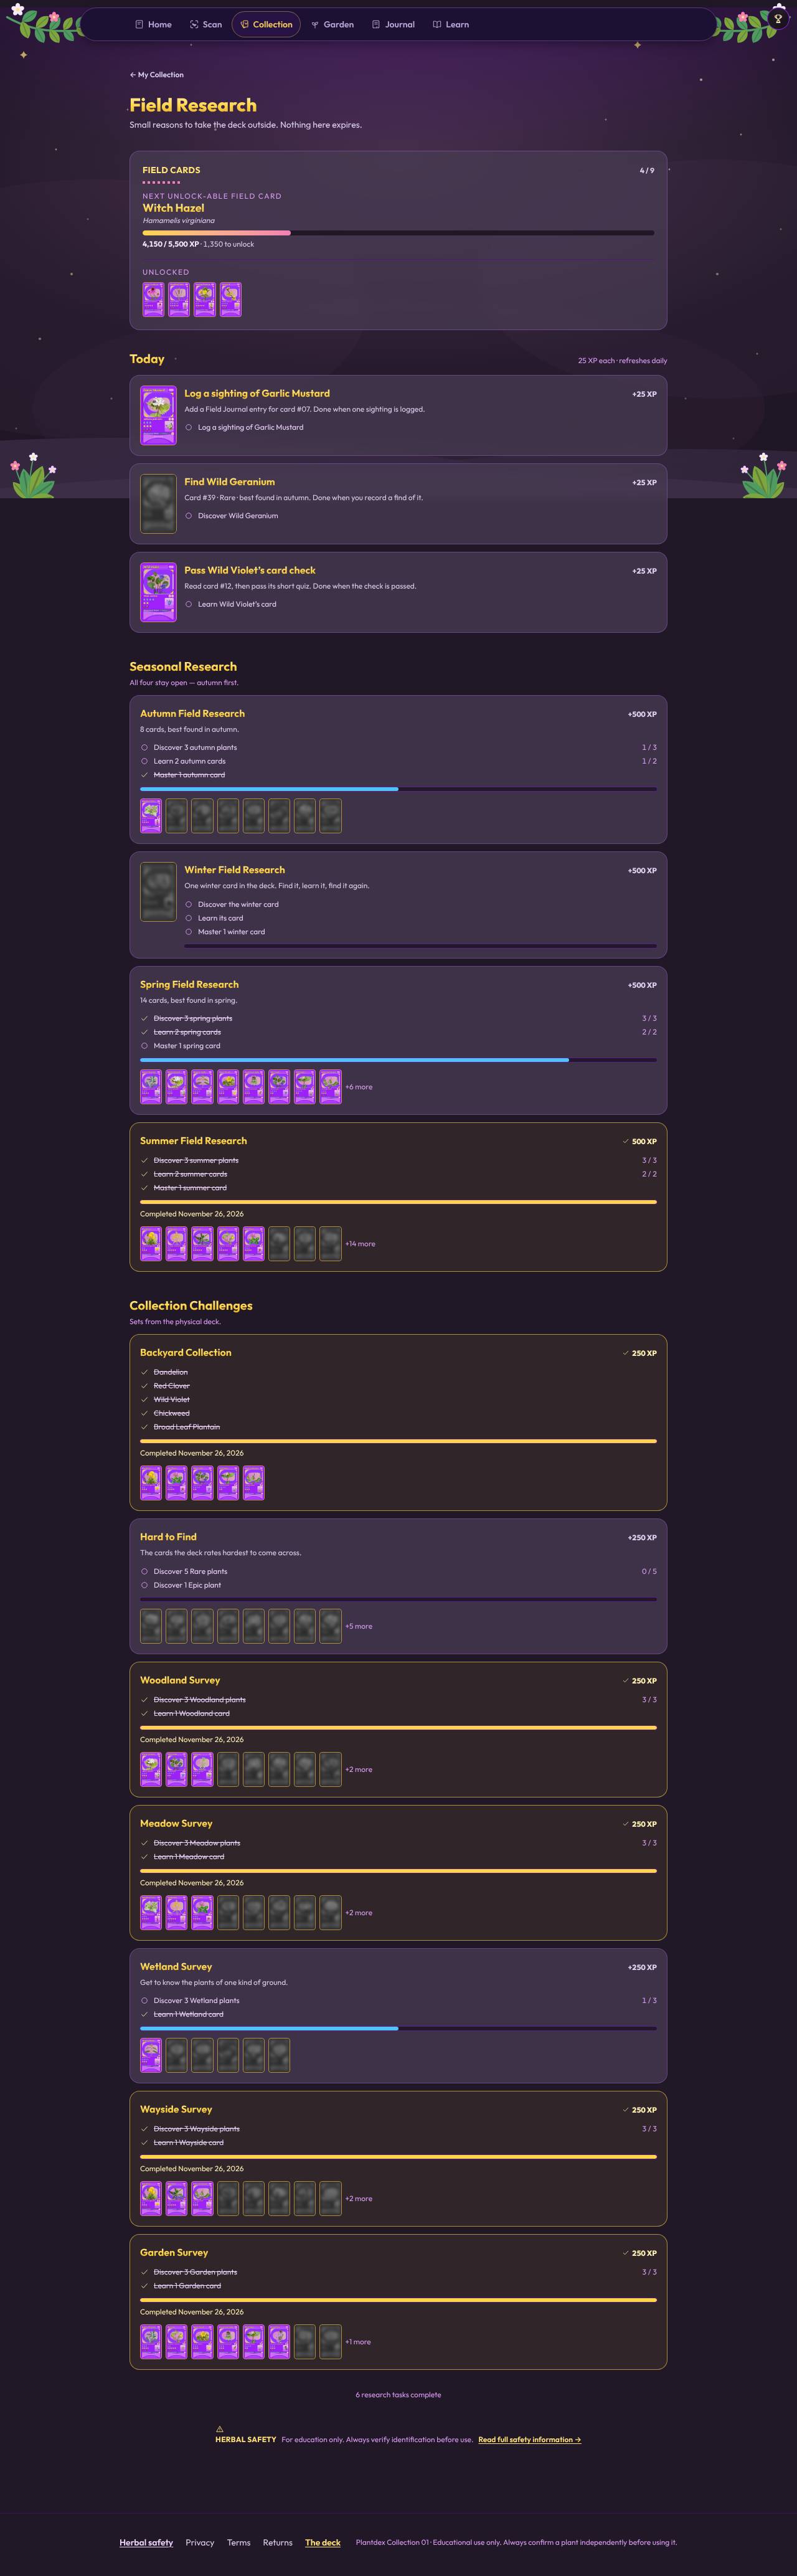 Home Scan Collection Garden Journal Learn
← My Collection
Field Research
Small reasons to take the deck outside. Nothing here expires.
FIELD CARDS 4 / 9
NEXT UNLOCK-ABLE FIELD CARD
Witch Hazel
Hamamelis virginiana
4,150 / 5,500 XP · 1,350 to unlock
UNLOCKED
Today 25 XP each · refreshes daily
Log a sighting of Garlic Mustard +25 XP
Add a Field Journal entry for card #07. Done when one sighting is logged.
Log a sighting of Garlic Mustard
Find Wild Geranium +25 XP
Card #39 · Rare · best found in autumn. Done when you record a find of it.
Discover Wild Geranium
Pass Wild Violet's card check +25 XP
Read card #12, then pass its short quiz. Done when the check is passed.
Learn Wild Violet's card
Seasonal Research
All four stay open — autumn first.
Autumn Field Research +500 XP
8 cards, best found in autumn.
Discover 3 autumn plants 1 / 3
Learn 2 autumn cards 1 / 2
Master 1 autumn card
Winter Field Research +500 XP
One winter card in the deck. Find it, learn it, find it again.
Discover the winter card
Learn its card
Master 1 winter card
Spring Field Research +500 XP
14 cards, best found in spring.
Discover 3 spring plants 3 / 3
Learn 2 spring cards 2 / 2
Master 1 spring card
+6 more
Summer Field Research 500 XP
Discover 3 summer plants 3 / 3
Learn 2 summer cards 2 / 2
Master 1 summer card
Completed November 26, 2026
+14 more
Collection Challenges
Sets from the physical deck.
Backyard Collection 250 XP
Dandelion
Red Clover
Wild Violet
Chickweed
Broad Leaf Plantain
Completed November 26, 2026
Hard to Find +250 XP
The cards the deck rates hardest to come across.
Discover 5 Rare plants 0 / 5
Discover 1 Epic plant
+5 more
Woodland Survey 250 XP
Discover 3 Woodland plants 3 / 3
Learn 1 Woodland card
Completed November 26, 2026
+2 more
Meadow Survey 250 XP
Discover 3 Meadow plants 3 / 3
Learn 1 Meadow card
Completed November 26, 2026
+2 more
Wetland Survey +250 XP
Get to know the plants of one kind of ground.
Discover 3 Wetland plants 1 / 3
Learn 1 Wetland card
Wayside Survey 250 XP
Discover 3 Wayside plants 3 / 3
Learn 1 Wayside card
Completed November 26, 2026
+2 more
Garden Survey 250 XP
Discover 3 Garden plants 3 / 3
Learn 1 Garden card
Completed November 26, 2026
+1 more
6 research tasks complete
HERBAL SAFETY For education only. Always verify identification before use. Read full safety information →
Herbal safety Privacy Terms Returns The deck Plantdex Collection 01 · Educational use only. Always confirm a plant independently before using it.